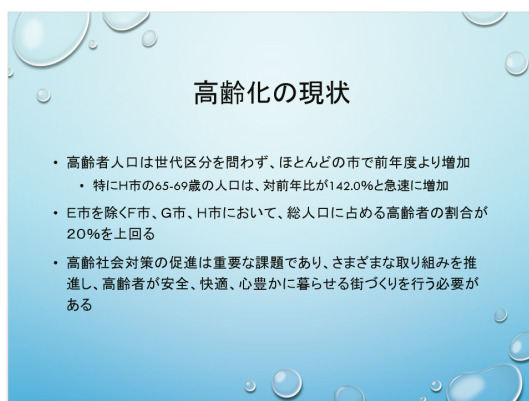 高齢化の現状
• 高齢者人口は世代区分を問わず、ほとんどの市で前年度より増加
• 特にH市の65-69歳の人口は、対前年比が142.0%と急速に増加
• E市を除くF市、G市、H市において、総人口に占める高齢者の割合が
20%を上回る
• 高齢社会対策の促進は重要な課題であり、さまざまな取り組みを推
進し、高齢者が安全、快適、心豊かに暮らせる街づくりを行う必要が
ある